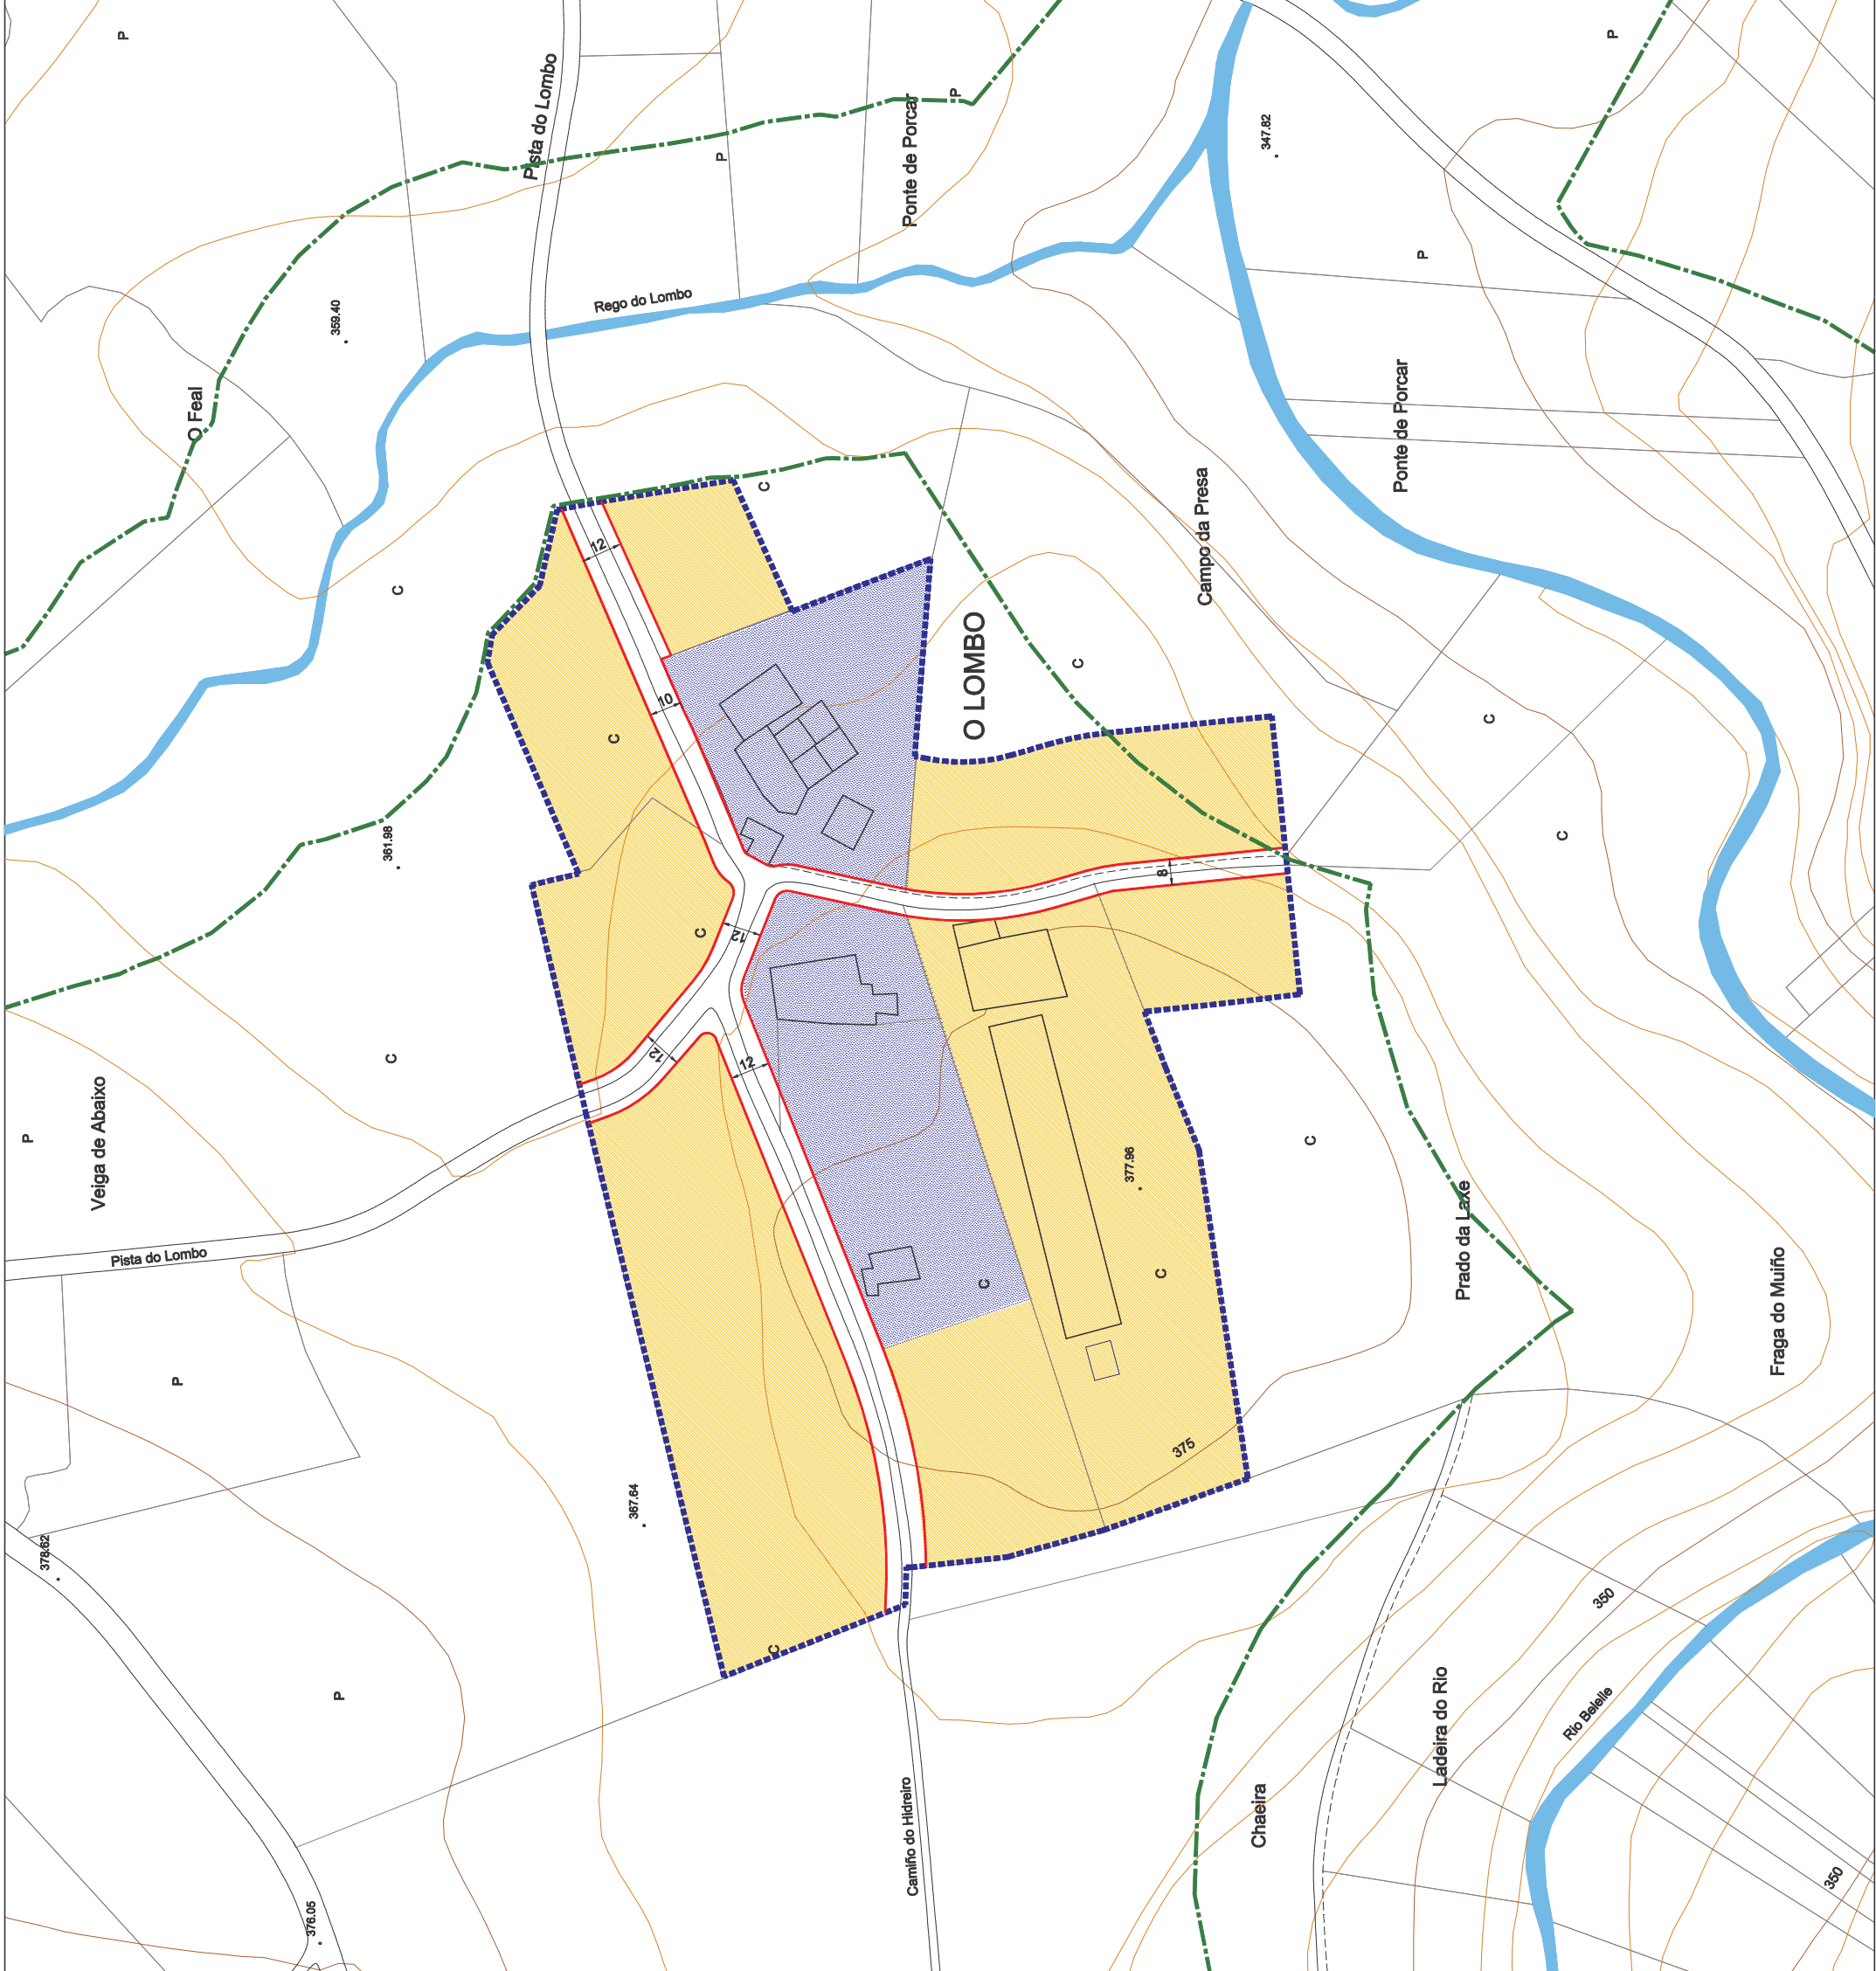 P
P
Pista do Lombo
P
Ponte de Porcar
P
347.82
P
Rego do Lombo
359.40
O Feal
Ponte de Porcar
Campo da Presa
C
12
C
O LOMBO
C
10
C
C
361.98
C
8
C
12
12
12
C
Veiga de Abaixo
P
C
377.96
Prado da Laxe
Pista do Lombo
C
C
Fraga do Muiño
P
375
367.64
378.62
350
C
P
Rio Belelle
Ladeira do Rio
Chaeira
Camiño do Hidreiro
350
376.05